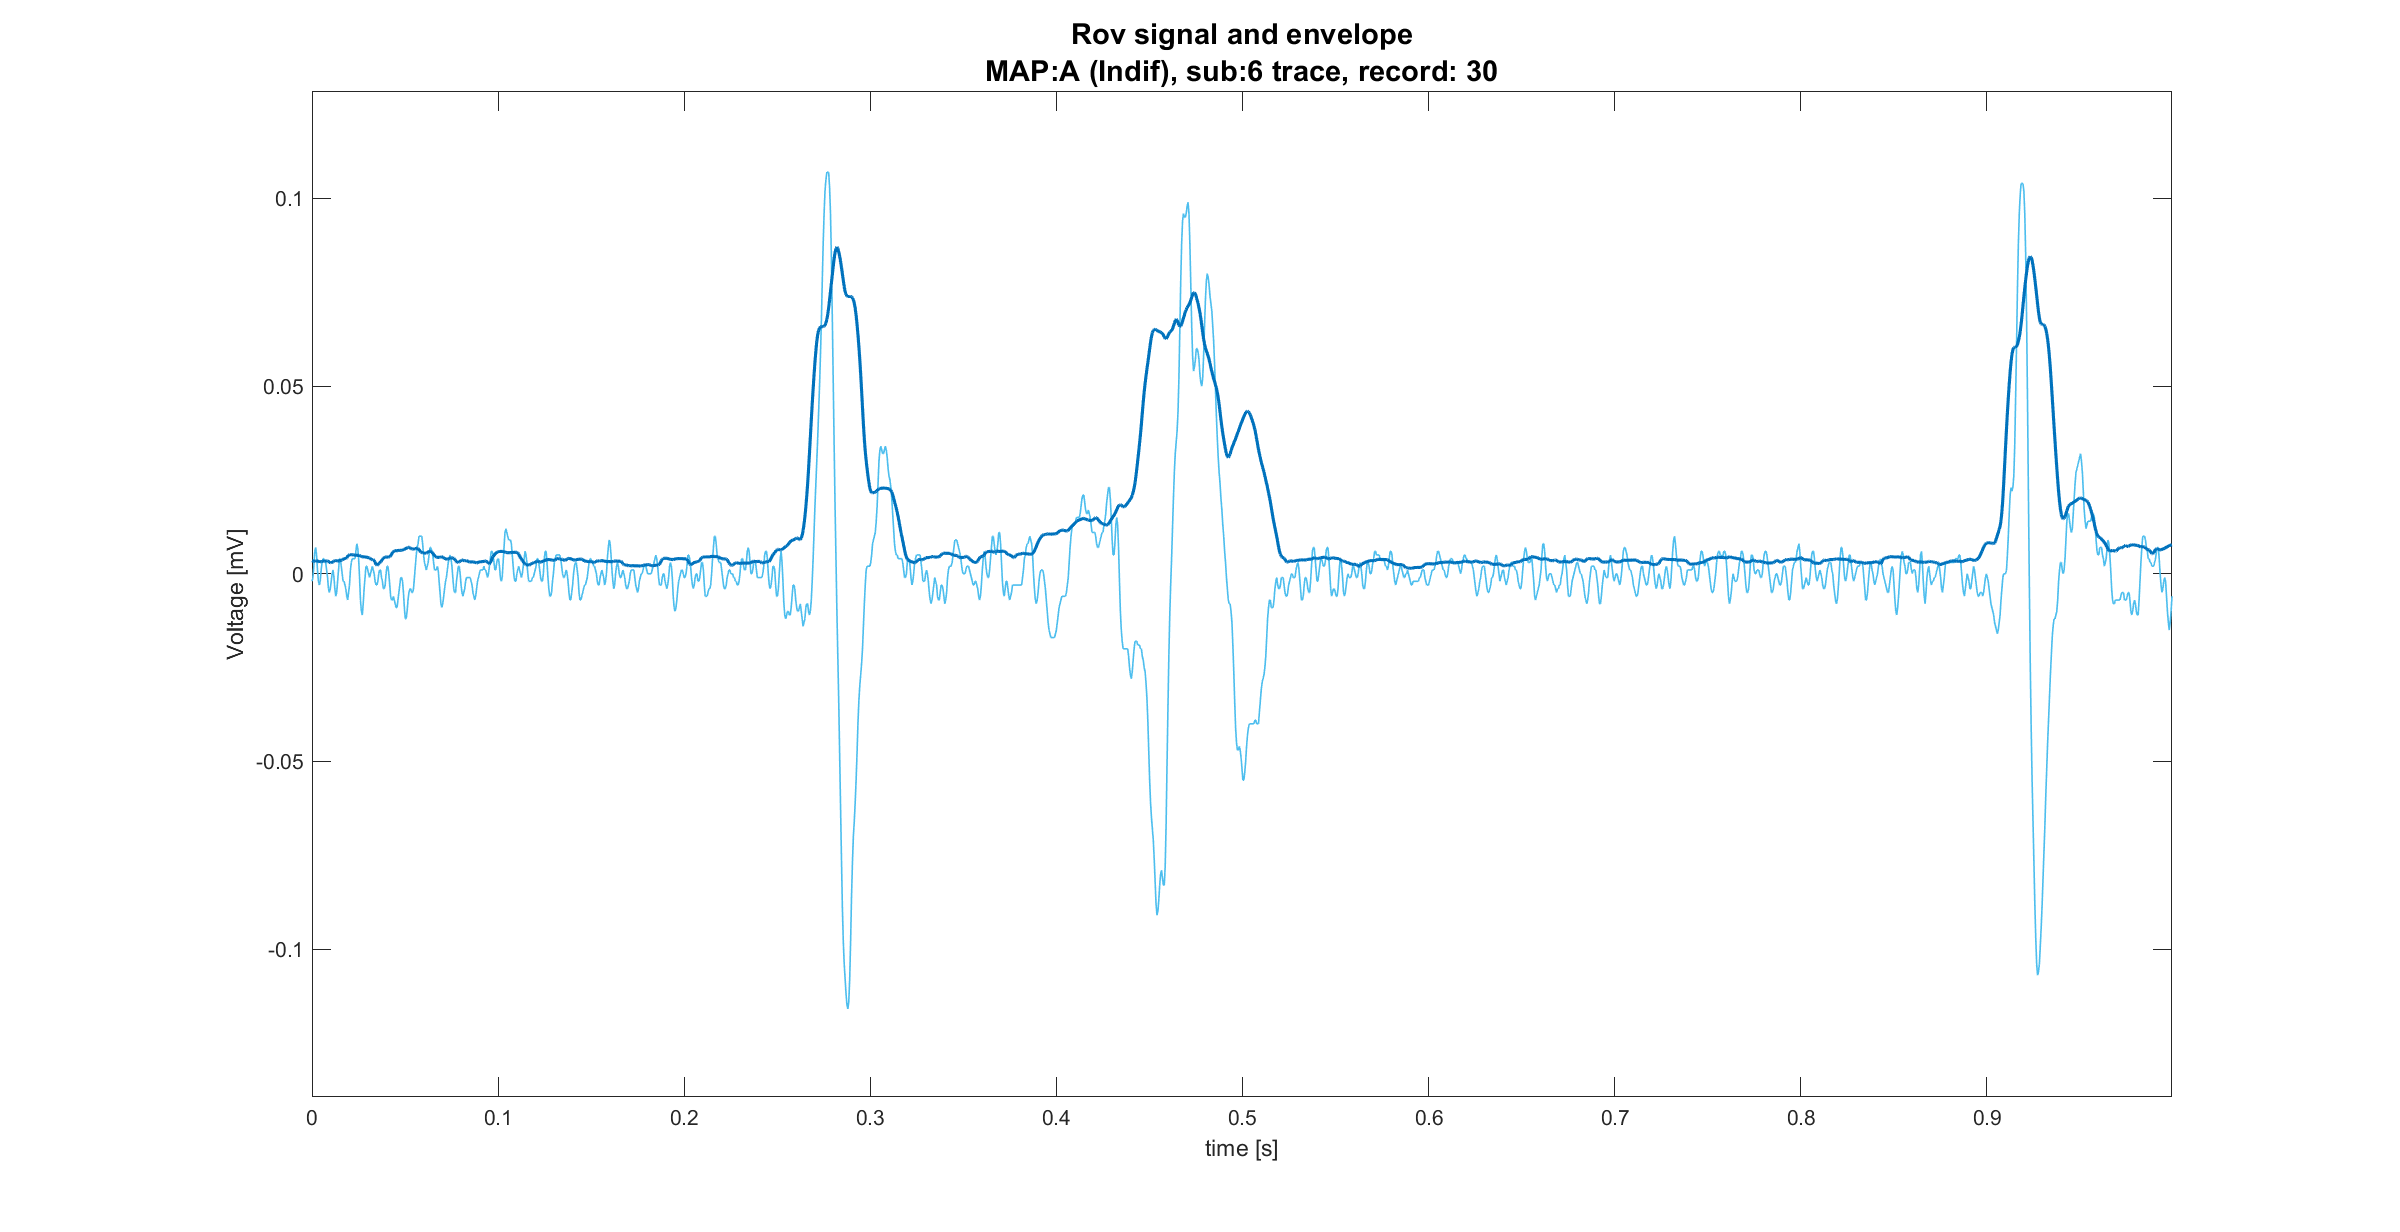 Rov signal and envelope
MAP:A (Indif), sub:6 trace, record: 30
0.1
0.05
0
-0.05
-0.1
Voltage [mV]
0 0.1 0.2 0.3 0.4 0.5 0.6 0.7 0.8 0.9
time [s]